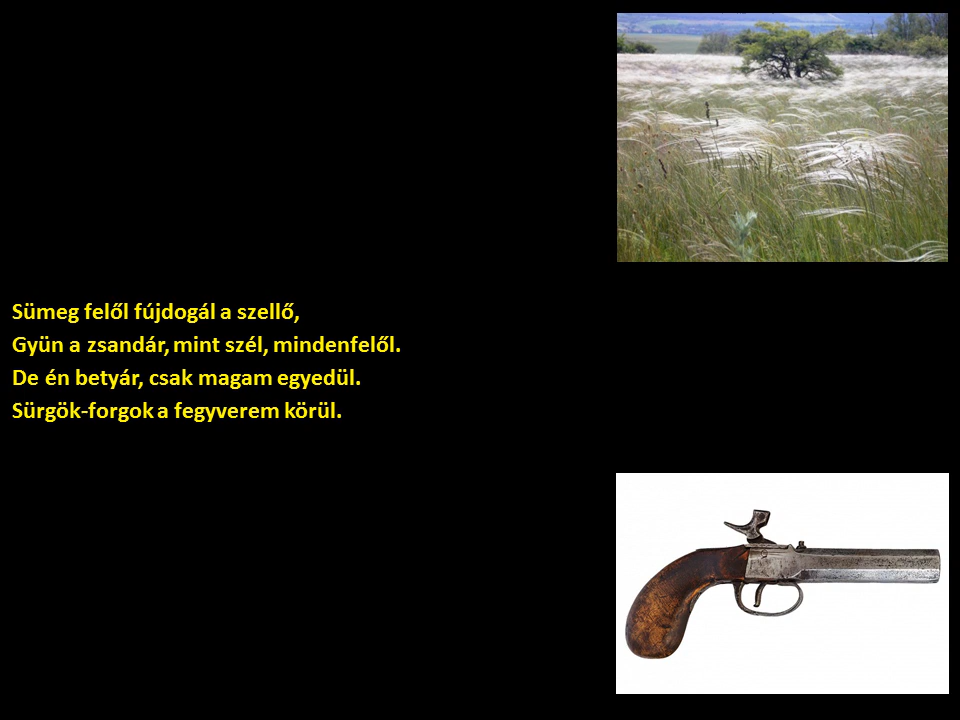 Sümeg felől fújdogál a szellő,
Gyün a zsandár, mint szél, mindenfelől.
De én betyár, csak magam egyedül.
Sürgök-forgok a fegyverem körül.